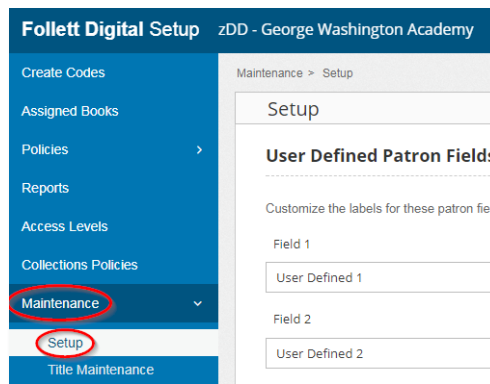 Follett Digital Setup zDD - George Washington Academy
Create Codes
Assigned Books
Policies
Reports
Access Levels
Collections Policies
Maintenance
Setup
Title Maintenance
Maintenance > Setup
Setup
User Defined Patron Fields
Customize the labels for these patron fie
Field 1
User Defined 1
Field 2
User Defined 2